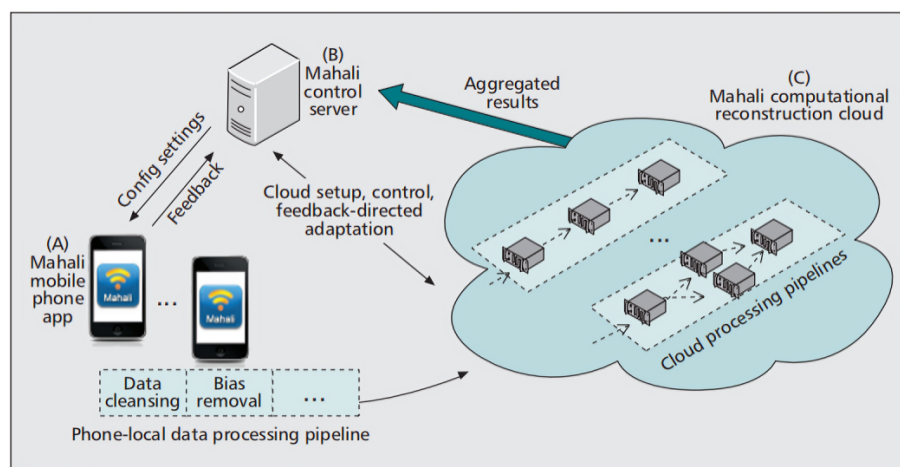 (B)
Mahali
control
server
Aggregated
results
(C)
Mahali computational
reconstruction cloud
Config settings
Feedback
Cloud setup, control,
feedback-directed
adaptation
(A)
Mahali
mobile
phone
app
Mahali
...
Mahali
...
Cloud processing pipelines
Data
cleansing
Bias
removal
...
Phone-local data processing pipeline